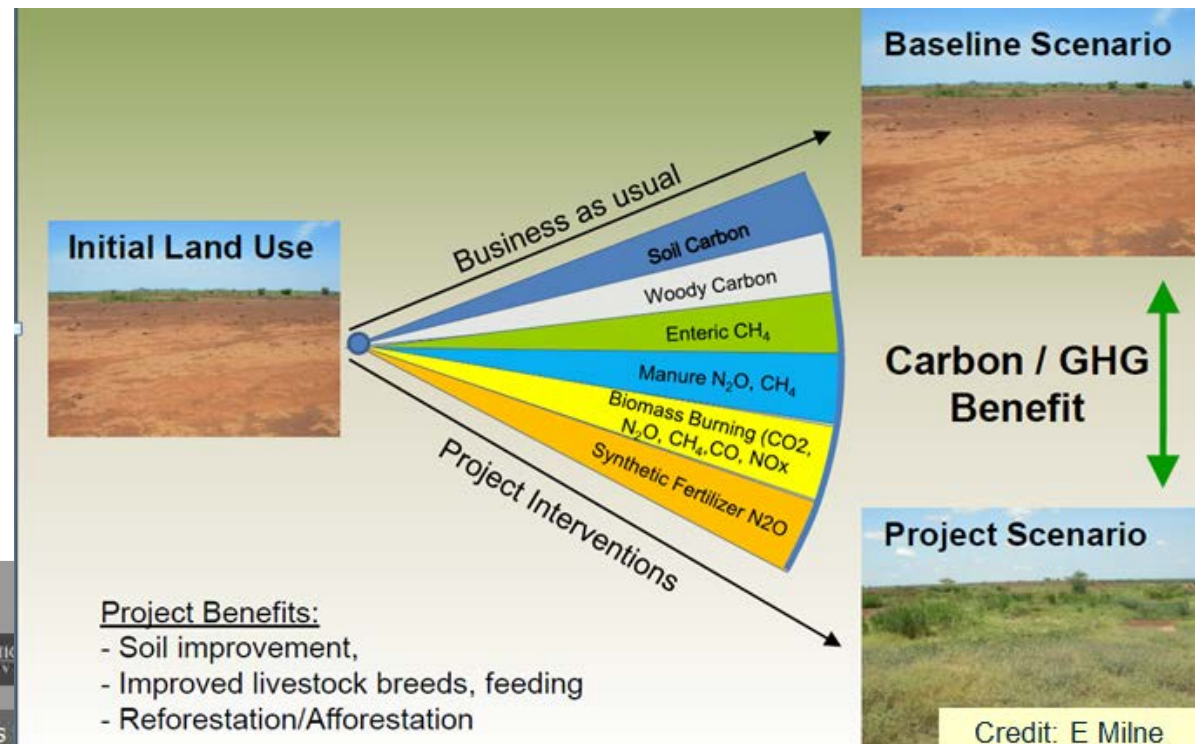 Initial Land Use
Business as usual
Soil Carbon
Woody Carbon
Enteric CH₄
Manure N₂O, CH₄
Biomass Burning (CO2,
N₂O, CH₄,CO, NOx
Synthetic Fertilizer N2O
Project Interventions
Baseline Scenario
Carbon / GHG
Benefit
Project Scenario
Project Benefits:
- Soil improvement,
- Improved livestock breeds, feeding
- Reforestation/Afforestation
Credit: E Milne